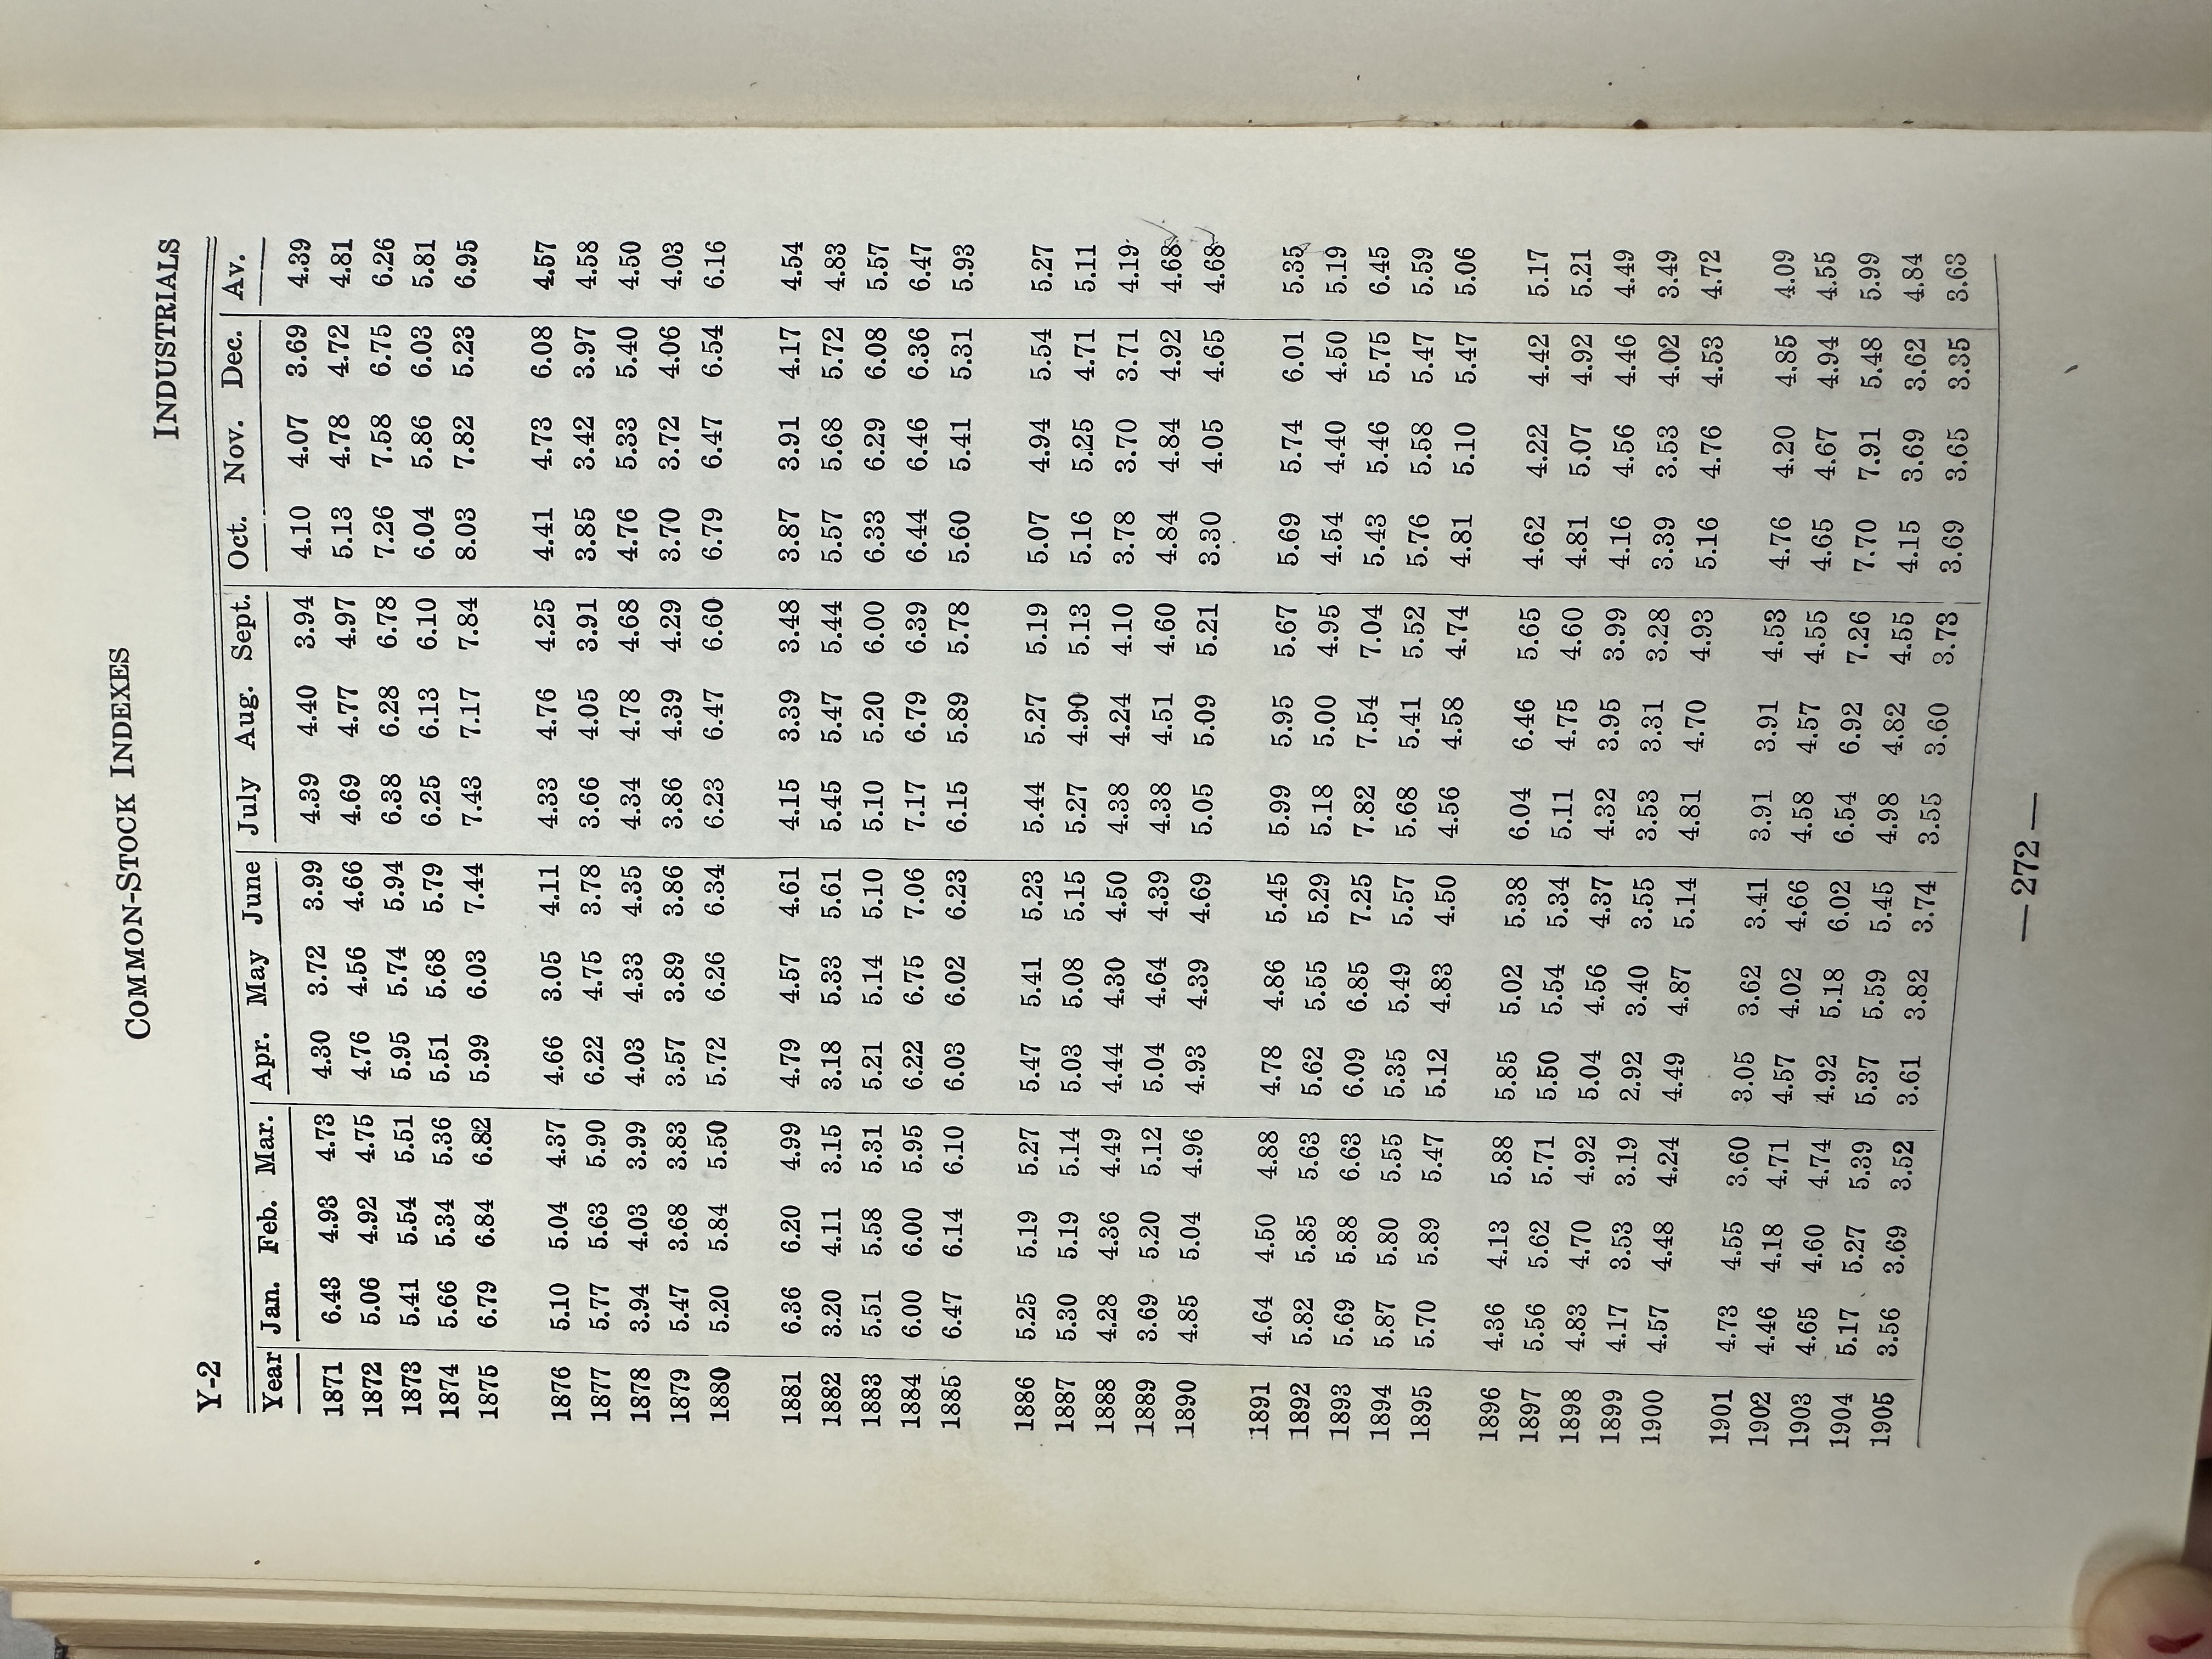 COMMON-STOCK INDEXES
INDUSTRIALS
Y-2
Year Jan. Feb. Mar. Apr. May June July Aug. Sept. Oct. Nov. Dec. Av.
1871 6.43 4.93 4.73 4.30 3.72 3.99 4.39 4.40 3.94 4.10 4.07 3.69 4.39
1872 5.06 4.92 4.75 4.76 4.56 4.66 4.69 4.77 4.97 5.13 4.78 4.72 4.81
1873 5.41 5.54 5.51 5.95 5.74 5.94 6.38 6.28 6.78 7.26 7.58 6.75 6.26
1874 5.66 5.34 5.36 5.51 5.68 5.79 6.25 6.13 6.10 6.04 5.86 6.03 5.81
1875 6.79 6.84 6.82 5.99 6.03 7.44 7.43 7.17 7.84 8.03 7.82 5.23 6.95
1876 5.10 5.04 4.37 4.66 3.05 4.11 4.33 4.76 4.25 4.41 4.73 6.08 4.57
1877 5.77 5.63 5.90 6.22 4.75 3.78 3.66 4.05 3.91 3.85 3.42 3.97 4.58
1878 3.94 4.03 3.99 4.03 4.33 4.35 4.34 4.78 4.68 4.76 5.33 5.40 4.50
1879 5.47 3.68 3.83 3.57 3.89 3.86 3.86 4.39 4.29 3.70 3.72 4.06 4.03
1880 5.20 5.84 5.50 5.72 6.26 6.34 6.23 6.47 6.60 6.79 6.47 6.54 6.16
1881 6.36 6.20 4.99 4.79 4.57 4.61 4.15 3.39 3.48 3.87 3.91 4.17 4.54
1882 3.20 4.11 3.15 3.18 5.33 5.61 5.45 5.47 5.44 5.57 5.68 5.72 4.83
1883 5.51 5.58 5.31 5.21 5.14 5.10 5.10 5.20 6.00 6.33 6.29 6.08 5.57
1884 6.00 6.00 5.95 6.22 6.75 7.06 7.17 6.79 6.39 6.44 6.46 6.36 6.47
1885 6.47 6.14 6.10 6.03 6.02 6.23 6.15 5.89 5.78 5.60 5.41 5.31 5.93
1886 5.25 5.19 5.27 5.47 5.41 5.23 5.44 5.27 5.19 5.07 4.94 5.54 5.27
1887 5.30 5.19 5.14 5.03 5.08 5.15 5.27 4.90 5.13 5.16 5.25 4.71 5.11
1888 4.28 4.36 4.49 4.44 4.30 4.50 4.38 4.24 4.10 3.78 3.70 3.71 4.19
1889 3.69 5.20 5.12 5.04 4.64 4.39 4.38 4.51 4.60 4.84 4.84 4.92 4.68
1890 4.85 5.04 4.96 4.93 4.39 4.69 5.05 5.09 5.21 3.30 4.05 4.65 4.68
1891 4.64 4.50 4.88 4.78 4.86 5.45 5.99 5.95 5.67 5.69 5.74 6.01 5.35
1892 5.82 5.85 5.63 5.62 5.55 5.29 5.18 5.00 4.95 4.54 4.40 4.50 5.19
1893 5.69 5.88 6.63 6.09 6.85 7.25 7.82 7.54 7.04 5.43 5.46 5.75 6.45
1894 5.87 5.80 5.55 5.35 5.49 5.57 5.68 5.41 5.52 5.76 5.58 5.47 5.59
1895 5.70 5.89 5.47 5.12 4.83 4.50 4.56 4.58 4.74 4.81 5.10 5.47 5.06
1896 4.36 4.13 5.88 5.85 5.02 5.38 6.04 6.46 5.65 4.62 4.22 4.42 5.17
1897 5.56 5.62 5.71 5.50 5.54 5.34 5.11 4.75 4.60 4.81 5.07 4.92 5.21
1898 4.83 4.70 4.92 5.04 4.56 4.37 4.32 3.95 3.99 4.16 4.56 4.46 4.49
1899 4.17 3.53 3.19 2.92 3.40 3.55 3.53 3.31 3.28 3.39 3.53 4.02 3.49
1900 4.57 4.48 4.24 4.49 4.87 5.14 4.81 4.70 4.93 5.16 4.76 4.53 4.72
1901 4.73 4.55 3.60 3.05 3.62 3.41 3.91 3.91 4.53 4.76 4.20 4.85 4.09
1902 4.46 4.18 4.71 4.57 4.02 4.66 4.58 4.57 4.55 4.65 4.67 4.94 4.55
1903 4.65 4.60 4.74 4.92 5.18 6.02 6.54 6.92 7.26 7.70 7.91 5.48 5.99
1904 5.17 5.27 5.39 5.37 5.59 5.45 4.98 4.82 4.55 4.15 3.69 3.62 4.84
1905 3.56 3.69 3.52 3.61 3.82 3.74 3.55 3.60 3.73 3.69 3.65 3.35 3.63
— 272 —